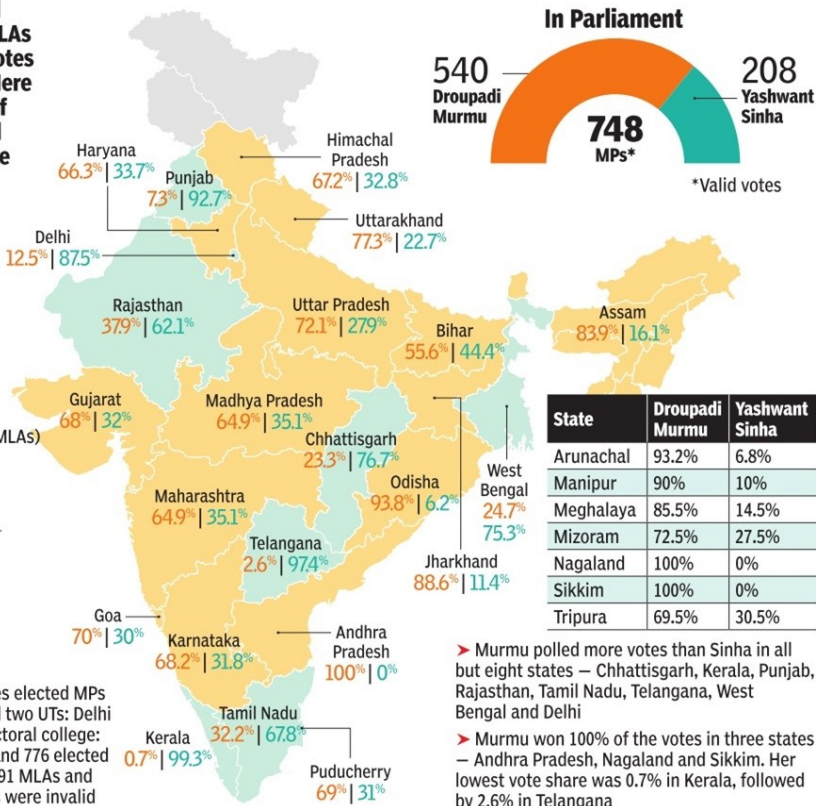 LAs
otes
Here
of
e
In Parliament
540
Droupadi
Murmu
748
MPs*
208
Yashwant
Sinha
*Valid votes
Haryana
66.3% | 33.7%
Punjab
7.3% | 92.7%
Himachal
Pradesh
67.2% | 32.8%
Uttarakhand
77.3% | 22.7%
Delhi
12.5% | 87.5%
Rajasthan
37.9% | 62.1%
Uttar Pradesh
72.1% | 27.9%
Bihar
55.6% | 44.4%
Assam
83.9% | 16.1%
Gujarat
68% | 32%
MLAs)
Madhya Pradesh
64.9% | 35.1%
Chhattisgarh
23.3% | 76.7%
Odisha
93.8% | 6.2%
West
Bengal
24.7%
75.3%
Maharashtra
64.9% | 35.1%
Telangana
2.6% | 97.4%
Jharkhand
88.6% | 11.4%
Goa
70% | 30%
Karnataka
68.2% | 31.8%
Andhra
Pradesh
100% | 0%
Tamil Nadu
32.2% | 67.8%
Kerala
0.7% | 99.3%
Puducherry
69% | 31%
State Droupadi Murmu Yashwant Sinha
Arunachal 93.2% 6.8%
Manipur 90% 10%
Meghalaya 85.5% 14.5%
Mizoram 72.5% 27.5%
Nagaland 100% 0%
Sikkim 100% 0%
Tripura 69.5% 30.5%
➤ Murmu polled more votes than Sinha in all
but eight states — Chhattisgarh, Kerala, Punjab,
Rajasthan, Tamil Nadu, Telangana, West
Bengal and Delhi
➤ Murmu won 100% of the votes in three states
— Andhra Pradesh, Nagaland and Sikkim. Her
lowest vote share was 0.7% in Kerala, followed
by 2.6% in Telangana
es elected MPs
d two UTs: Delhi
ctoral college:
and 776 elected
91 MLAs and
s were invalid